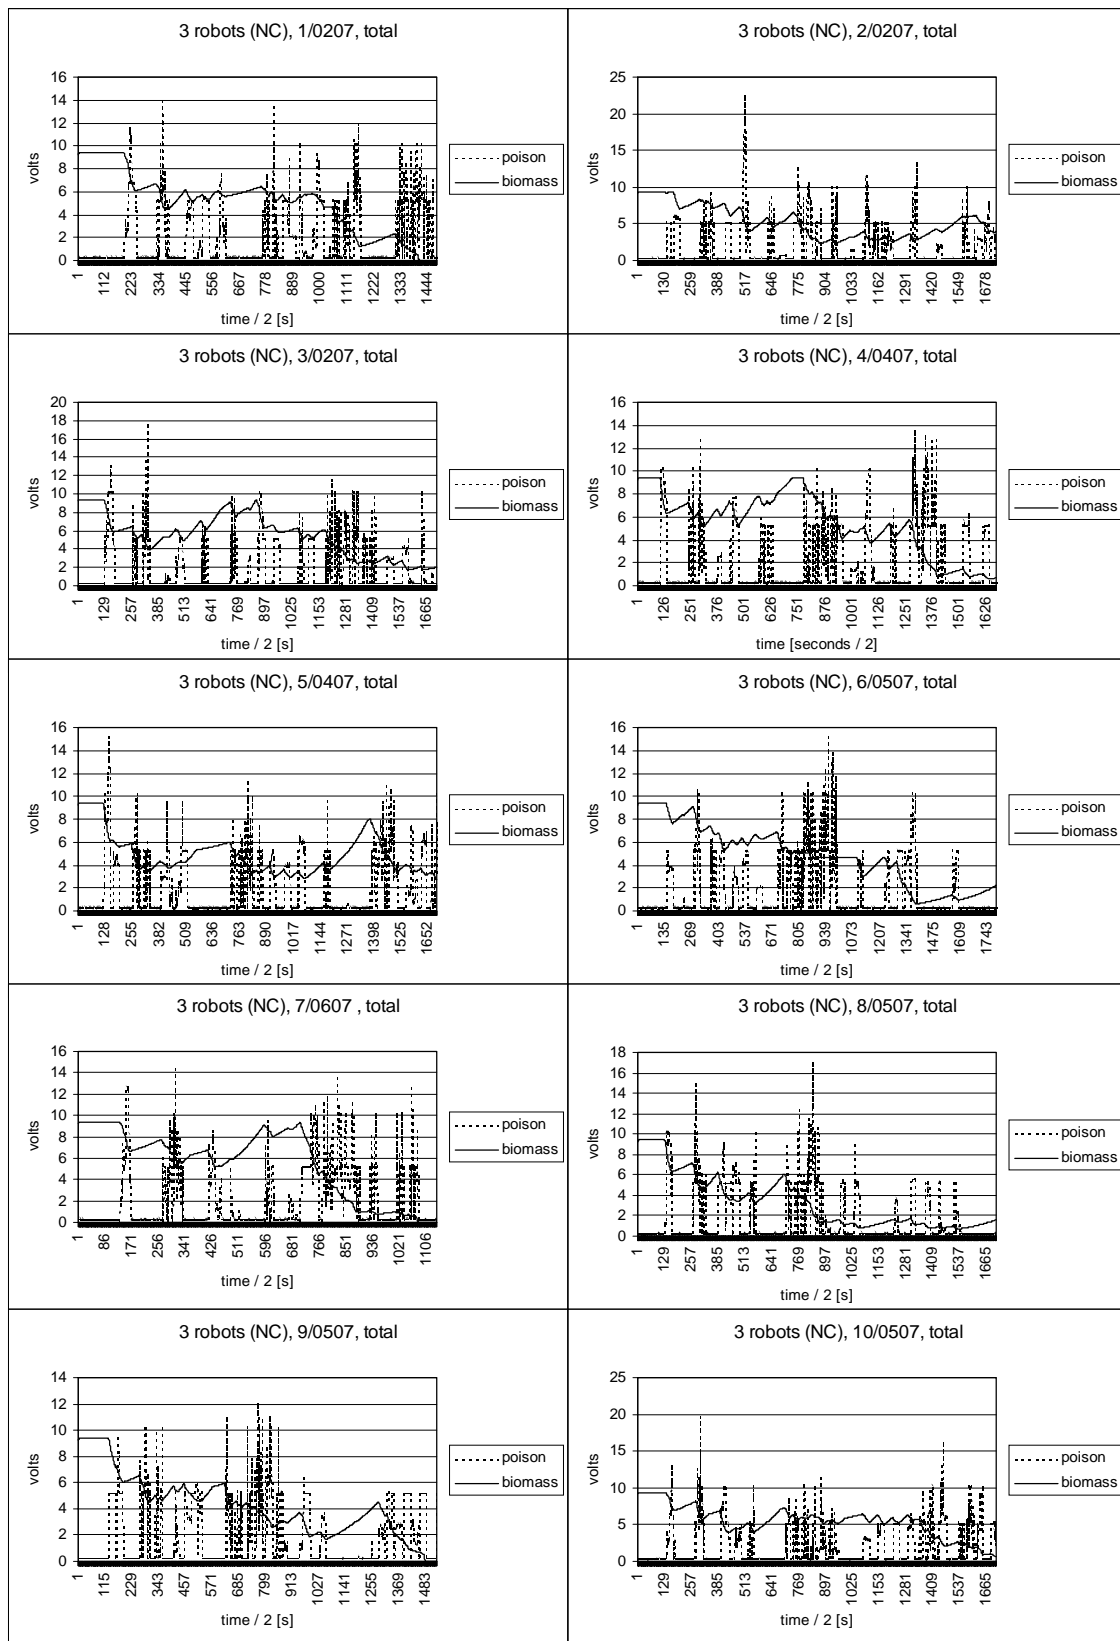 3 robots (NC), 1/0207, total
16
14
12
10
8
6
4
2
0
volts
1 112 223 334 445 556 667 778 889 1000 1111 1222 1333 1444
time / 2 [s]
poison
biomass
3 robots (NC), 2/0207, total
25
20
15
10
5
0
volts
1 130 259 388 517 646 775 904 1033 1162 1291 1420 1549 1678
time / 2 [s]
poison
biomass
3 robots (NC), 3/0207, total
20
18
16
14
12
10
8
6
4
2
0
volts
1 129 257 385 513 641 769 897 1025 1153 1281 1409 1537 1665
time / 2 [s]
poison
biomass
3 robots (NC), 4/0407, total
16
14
12
10
8
6
4
2
0
volts
1 126 251 376 501 626 751 876 1001 1126 1251 1376 1501 1626
time [seconds / 2]
poison
biomass
3 robots (NC), 5/0407, total
16
14
12
10
8
6
4
2
0
volts
1 128 255 382 509 636 763 890 1017 1144 1271 1398 1525 1652
time / 2 [s]
poison
biomass
3 robots (NC), 6/0507, total
16
14
12
10
8
6
4
2
0
volts
1 135 269 403 537 671 805 939 1073 1207 1341 1475 1609 1743
time / 2 [s]
poison
biomass
3 robots (NC), 7/0607 , total
16
14
12
10
8
6
4
2
0
volts
1 86 171 256 341 426 511 596 681 766 851 936 1021 1106
time / 2 [s]
poison
biomass
3 robots (NC), 8/0507, total
18
16
14
12
10
8
6
4
2
0
volts
1 129 257 385 513 641 769 897 1025 1153 1281 1409 1537 1665
time / 2 [s]
poison
biomass
3 robots (NC), 9/0507, total
14
12
10
8
6
4
2
0
volts
1 115 229 343 457 571 685 799 913 1027 1141 1255 1369 1483
time / 2 [s]
poison
biomass
3 robots (NC), 10/0507, total
25
20
15
10
5
0
volts
1 129 257 385 513 641 769 897 1025 1153 1281 1409 1537 1665
time / 2 [s]
poison
biomass